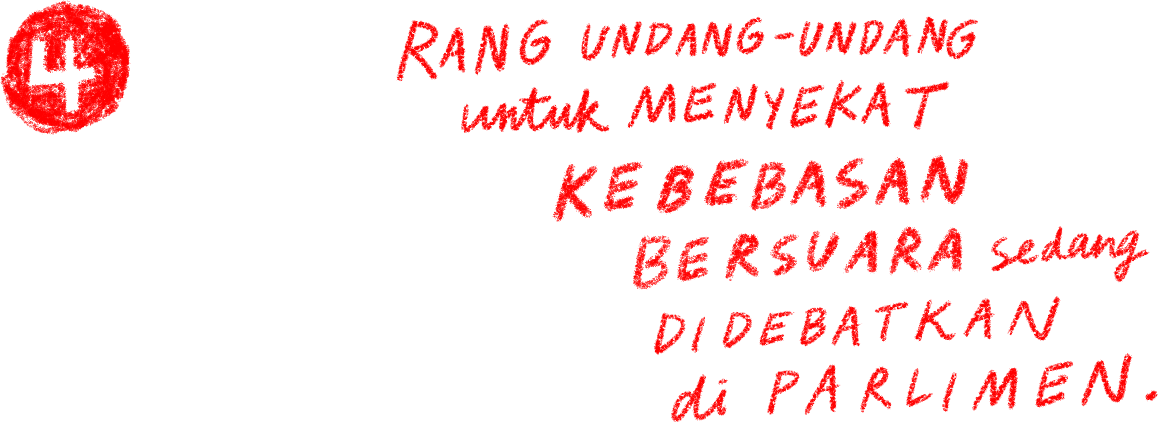 4
RANG UNDANG-UNDANG
untuk MENYEKAT
KEBEBASAN
BERSUARA sedang
DIDEBATKAN
di PARLIMEN.